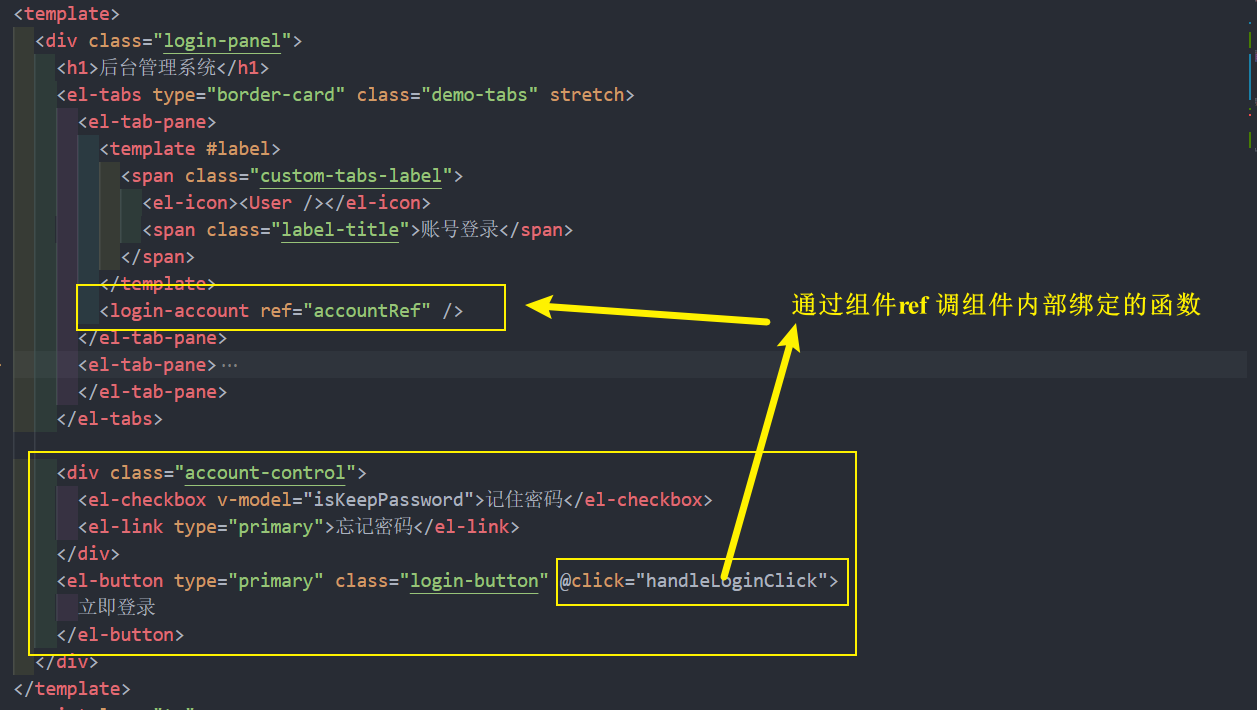 <template>
<div class="login-panel">
<h1>后台管理系统</h1>
<el-tabs type="border-card" class="demo-tabs" stretch>
<el-tab-pane>
<template #label>
<span class="custom-tabs-label">
<el-icon><User /></el-icon>
<span class="label-title">账号登录</span>
</span>
</template>
<login-account ref="accountRef" />
通过组件ref 调组件内部绑定的函数
</el-tab-pane>
<el-tab-pane>···
</el-tab-pane>
</el-tabs>
<div class="account-control">
<el-checkbox v-model="isKeepPassword">记住密码</el-checkbox>
<el-link type="primary">忘记密码</el-link>
</div>
<el-button type="primary" class="login-button" @click="handleLoginClick">
立即登录
</el-button>
</div>
</template>